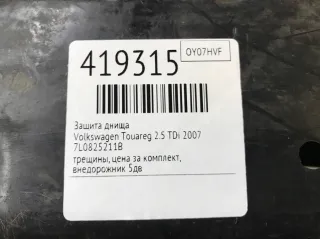 419315
OY07HVF
Защита днища
Volkswagen Touareg 2.5 TDi 2007
7L0825211B
трещины, цена за комплект,
внедорожник 5дв